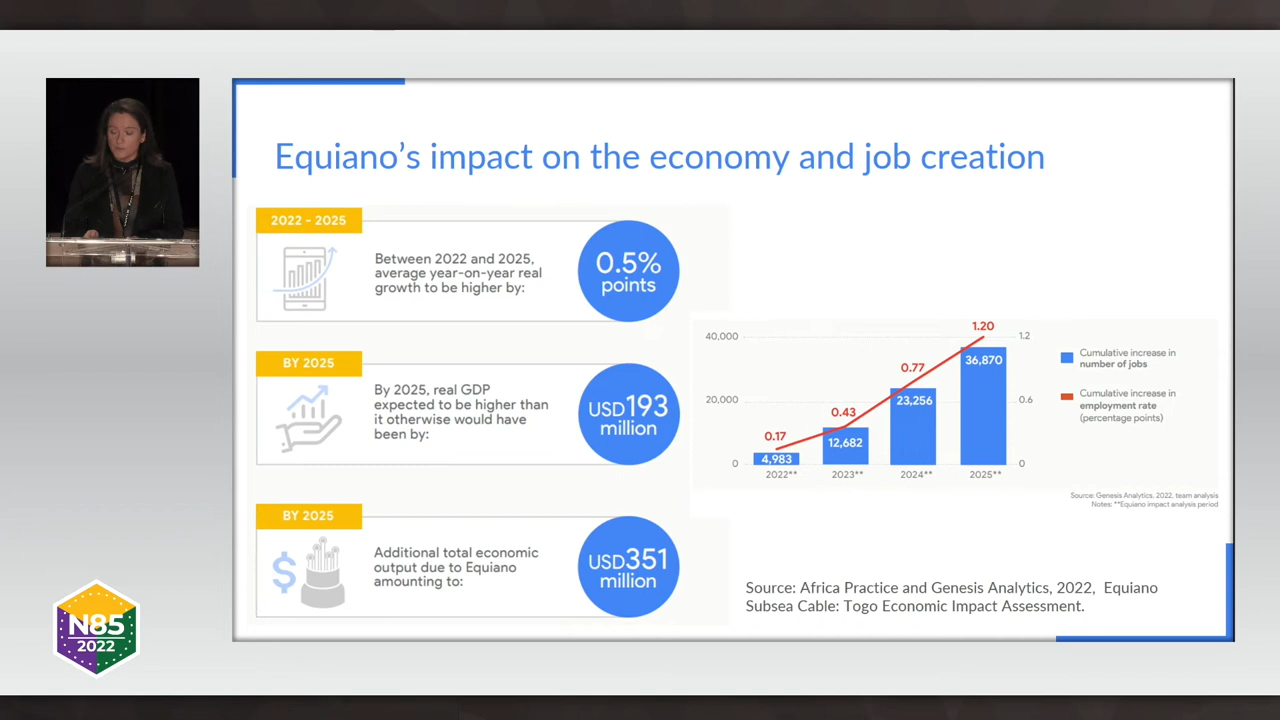 Equiano's impact on the economy and job creation
2022 - 2025
Between 2022 and 2025,
average year-on-year real
growth to be higher by:
0.5%
points
BY 2025
By 2025, real GDP
expected to be higher than
it otherwise would have
been by:
USD193
million
BY 2025
Additional total economic
output due to Equiano
amounting to:
USD351
million
40,000
20,000
0
1.2
0.6
0
0.17
0.43
0.77
1.20
4,983
12,682
23,256
36,870
2022**
2023**
2024**
2025**
Cumulative increase in
number of jobs
Cumulative increase in
employment rate
(percentage points)
Source: Genesis Analytics, 2022, team analysis
Notes: **Equiano impact analysis period
Source: Africa Practice and Genesis Analytics, 2022, Equiano
Subsea Cable: Togo Economic Impact Assessment.
N85
2022